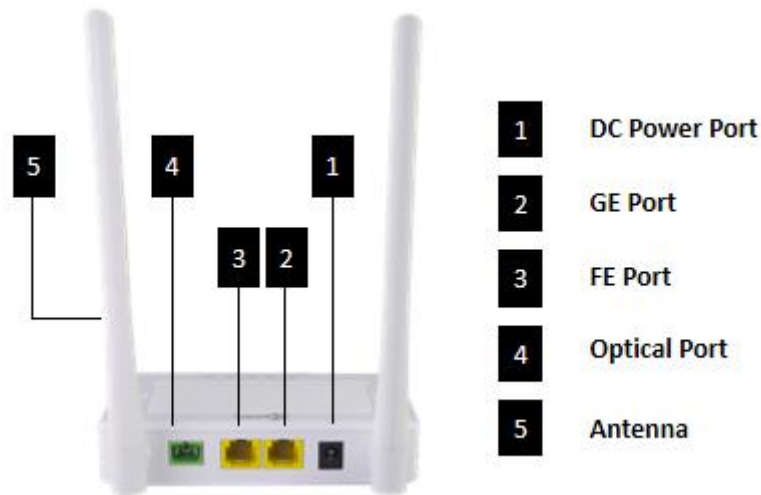 5
4
1
3
2
1 DC Power Port
2 GE Port
3 FE Port
4 Optical Port
5 Antenna